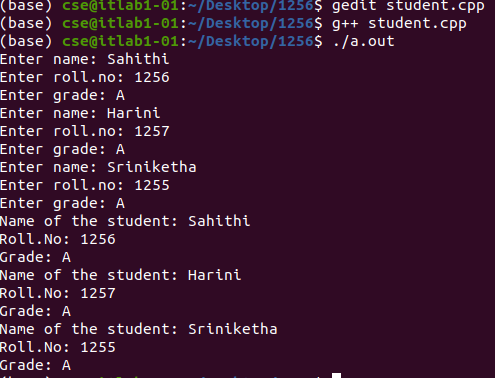 (base) cse@itlab1-01:~/Desktop/1256$ gedit student.cpp
(base) cse@itlab1-01:~/Desktop/1256$ g++ student.cpp
(base) cse@itlab1-01:~/Desktop/1256$ ./a.out
Enter name: Sahithi
Enter roll.no: 1256
Enter grade: A
Enter name: Harini
Enter roll.no: 1257
Enter grade: A
Enter name: Sriniketha
Enter roll.no: 1255
Enter grade: A
Name of the student: Sahithi
Roll.No: 1256
Grade: A
Name of the student: Harini
Roll.No: 1257
Grade: A
Name of the student: Sriniketha
Roll.No: 1255
Grade: A